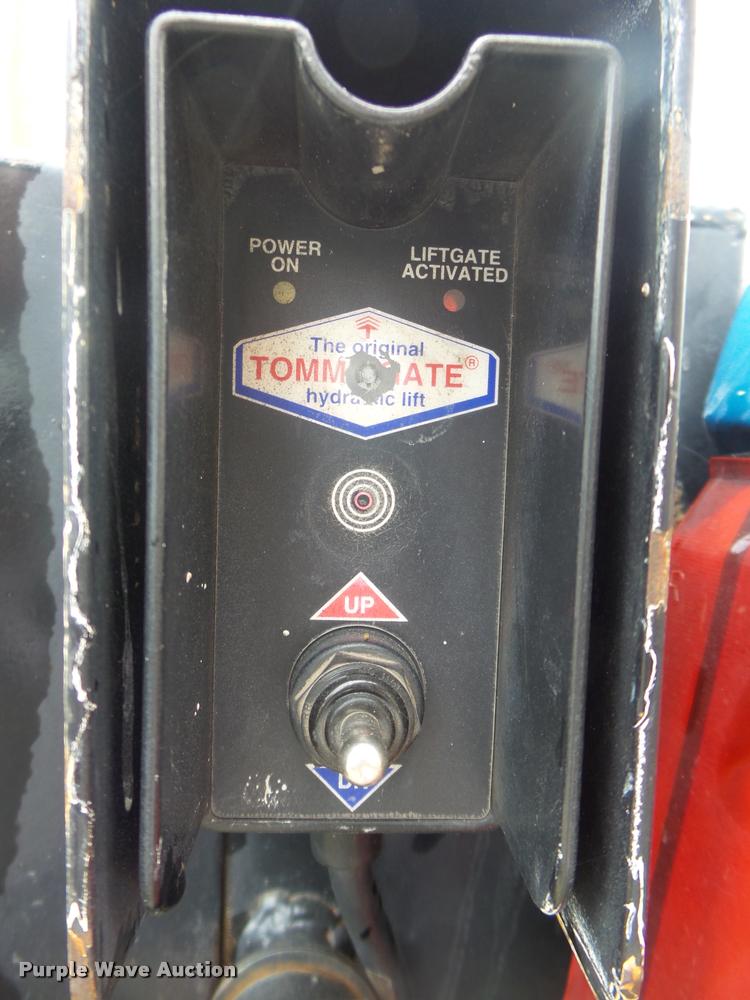 POWER
ON
LIFTGATE
ACTIVATED
The original
®
lift
UP
Purple Wave Auction